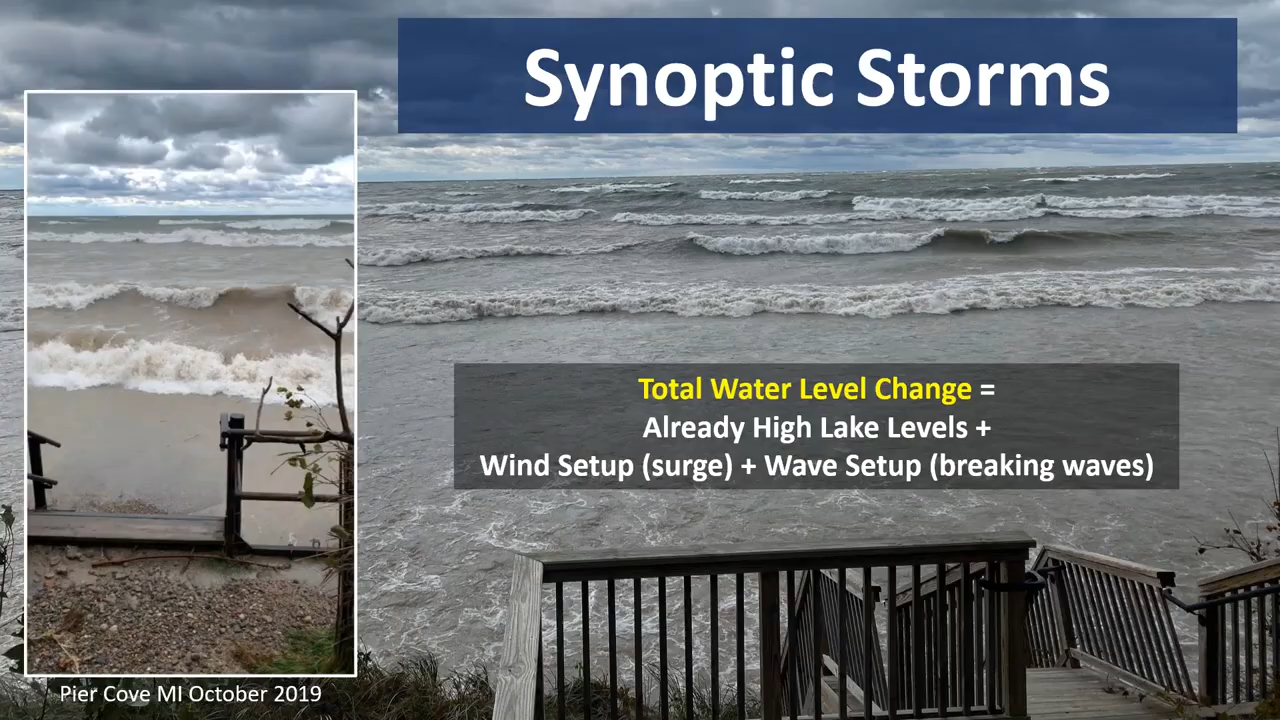 Synoptic Storms
Total Water Level Change =
Already High Lake Levels +
Wind Setup (surge) + Wave Setup (breaking waves)
Pier Cove MI October 2019